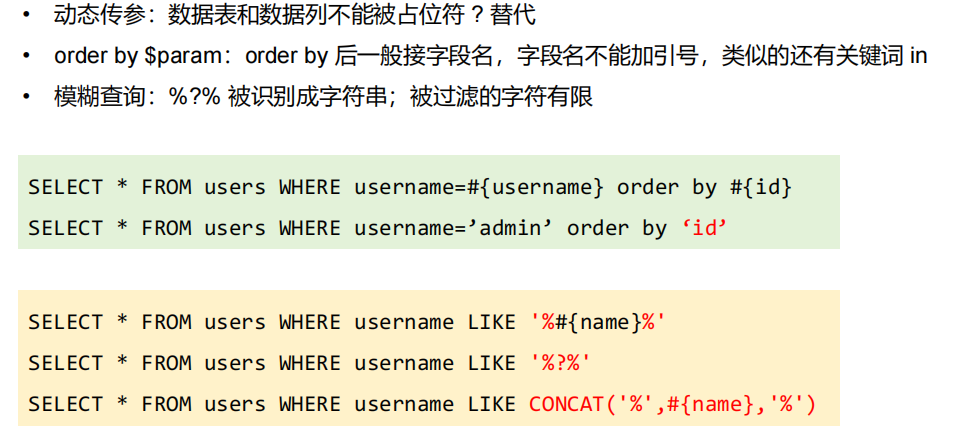 • 动态传参：数据表和数据列不能被占位符 ? 替代
• order by $param：order by 后一般接字段名，字段名不能加引号，类似的还有关键词 in
• 模糊查询：%?% 被识别成字符串；被过滤的字符有限
SELECT * FROM users WHERE username=#{username} order by #{id}
SELECT * FROM users WHERE username=’admin’ order by ‘id’
SELECT * FROM users WHERE username LIKE '%#{name}%'
SELECT * FROM users WHERE username LIKE '%?%'
SELECT * FROM users WHERE username LIKE CONCAT('%',#{name},'%')